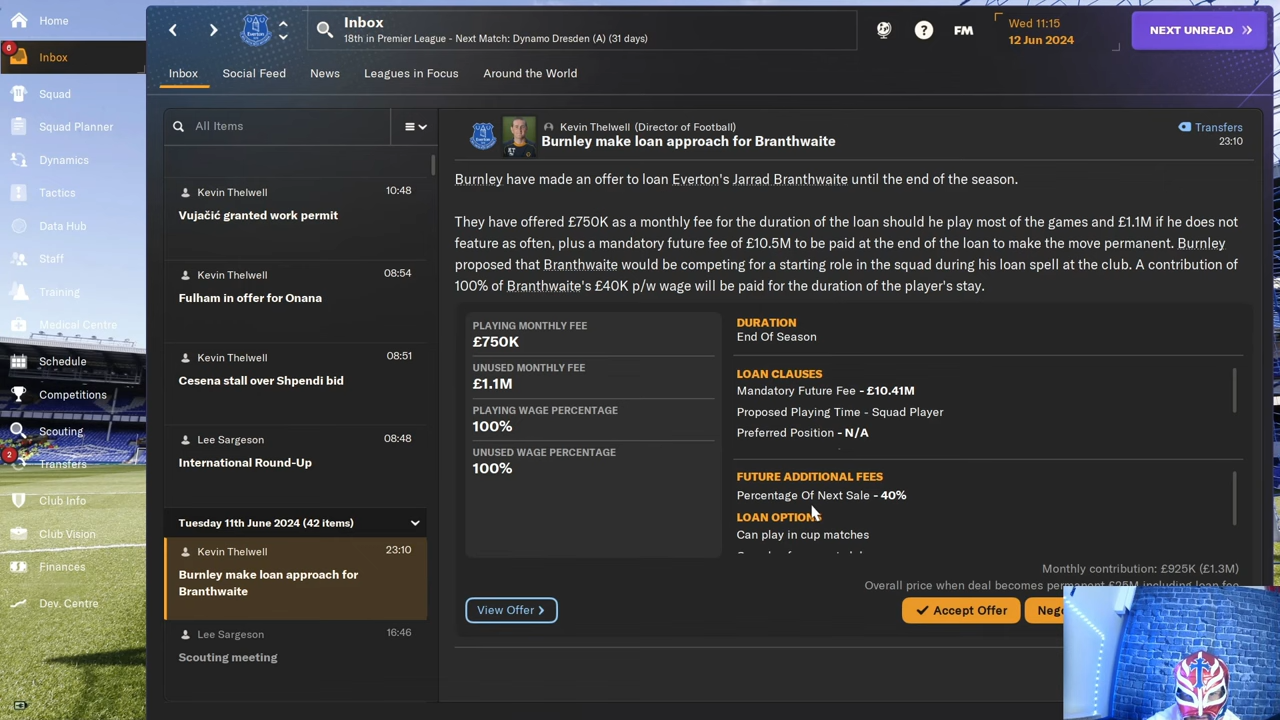 Home
6
Inbox
Squad
Squad Planner
Dynamics
Tactics
Data Hub
Staff
Training
Medical Centre
Schedule
Competitions
Scouting
2
Transfers
Club Info
Club Vision
Finances
Dev. Centre
Inbox
18th in Premier League - Next Match: Dynamo Dresden (A) (31 days)
?
FM
Wed 11:15
12 Jun 2024
NEXT UNREAD
Inbox
Social Feed
News
Leagues in Focus
Around the World
All Items
Kevin Thelwell 10:48
Vujačić granted work permit
Kevin Thelwell 08:54
Fulham in offer for Onana
Kevin Thelwell 08:51
Cesena stall over Shpendi bid
Lee Sargeson 08:48
International Round-Up
Tuesday 11th June 2024 (42 items)
Kevin Thelwell 23:10
Burnley make loan approach for
Branthwaite
Lee Sargeson 16:46
Scouting meeting
Kevin Thelwell (Director of Football)
Burnley make loan approach for Branthwaite
Transfers
23:10
Burnley have made an offer to loan Everton's Jarrad Branthwaite until the end of the season.
They have offered £750K as a monthly fee for the duration of the loan should he play most of the games and £1.1M if he does not
feature as often, plus a mandatory future fee of £10.5M to be paid at the end of the loan to make the move permanent. Burnley
proposed that Branthwaite would be competing for a starting role in the squad during his loan spell at the club. A contribution of
100% of Branthwaite's £40K p/w wage will be paid for the duration of the player's stay.
PLAYING MONTHLY FEE
£750K
UNUSED MONTHLY FEE
£1.1M
PLAYING WAGE PERCENTAGE
100%
UNUSED WAGE PERCENTAGE
100%
DURATION
End Of Season
LOAN CLAUSES
Mandatory Future Fee - £10.41M
Proposed Playing Time - Squad Player
Preferred Position - N/A
FUTURE ADDITIONAL FEES
Percentage Of Next Sale - 40%
LOAN OPTIONS
Can play in cup matches
Monthly contribution: £925K (£1.3M)
Overall price when deal becomes permanent £25M including loan fee
View Offer
Accept Offer
Nego